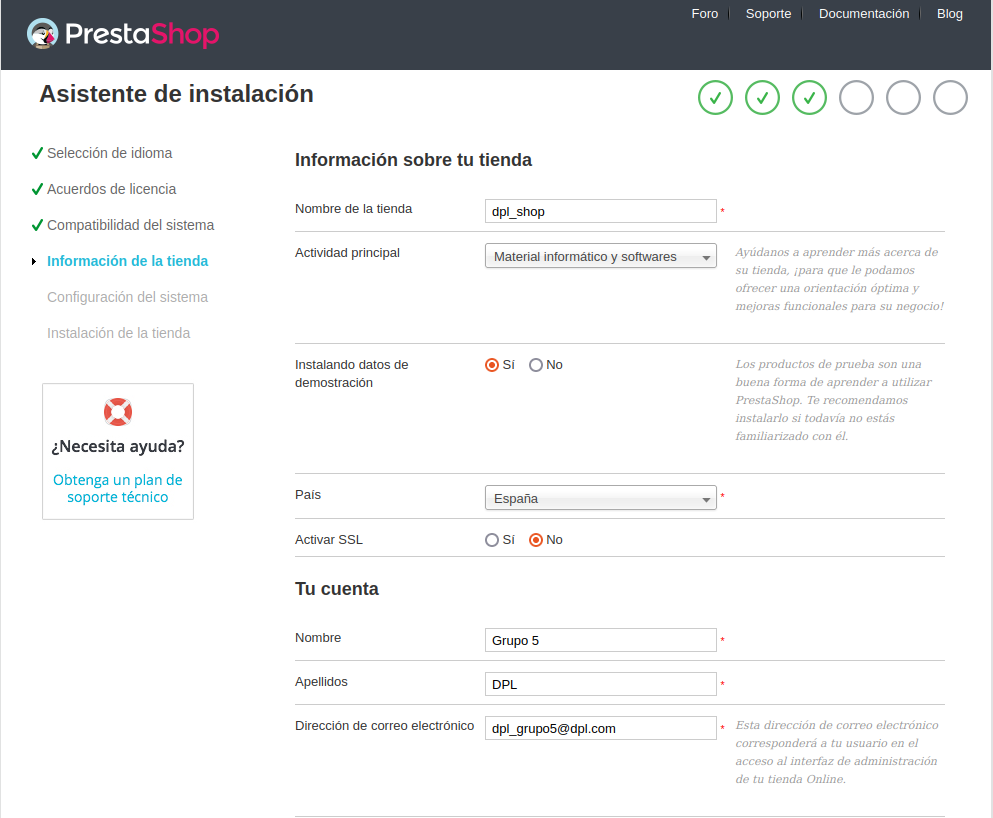 PrestaShop
Foro
Soporte
Documentación
Blog
Asistente de instalación
Selección de idioma
Acuerdos de licencia
Compatibilidad del sistema
Información de la tienda
Configuración del sistema
Instalación de la tienda
¿Necesita ayuda?
Obtenga un plan de
soporte técnico
Información sobre tu tienda
Nombre de la tienda
dpl_shop
*
Actividad principal
Material informático y softwares
Ayúdanos a aprender más acerca de
su tienda, ¡para que le podamos
ofrecer una orientación óptima y
mejoras funcionales para su negocio!
Instalando datos de
demostración
Sí
No
Los productos de prueba son una
buena forma de aprender a utilizar
PrestaShop. Te recomendamos
instalarlo si todavía no estás
familiarizado con él.
País
España
*
Activar SSL
Sí
No
Tu cuenta
Nombre
Grupo 5
*
Apellidos
DPL
*
Dirección de correo electrónico
dpl_grupo5@dpl.com
*
Esta dirección de correo electrónico
corresponderá a tu usuario en el
acceso al interfaz de administración
de tu tienda Online.